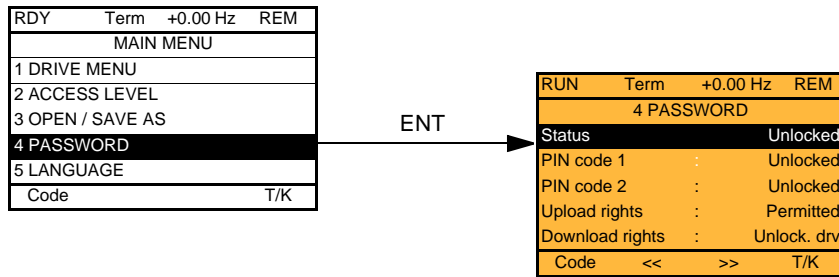 RDY Term +0.00 Hz REM
MAIN MENU
1 DRIVE MENU
2 ACCESS LEVEL
3 OPEN / SAVE AS
4 PASSWORD
5 LANGUAGE
Code T/K
ENT
RUN Term +0.00 Hz REM
4 PASSWORD
Status Unlocked
PIN code 1 : Unlocked
PIN code 2 : Unlocked
Upload rights : Permitted
Download rights : Unlock. drv
Code << >> T/K